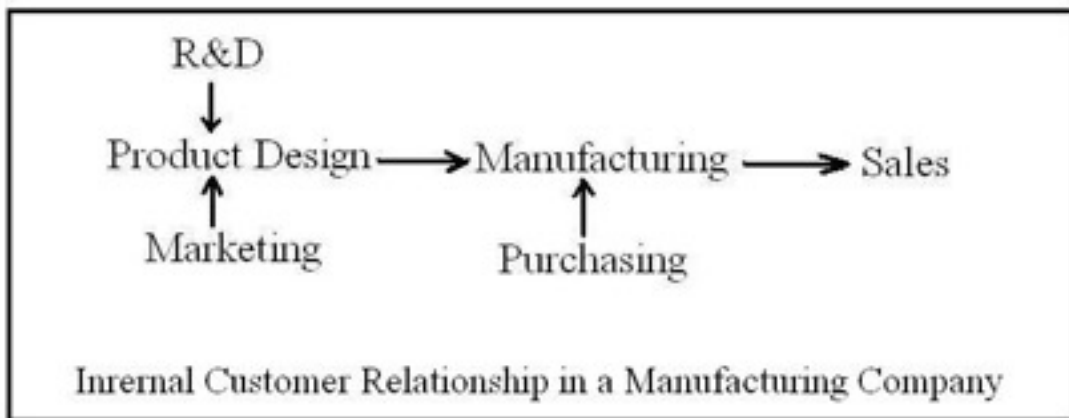 R&D
Product Design
Manufacturing
Sales
Marketing
Purchasing
Inrernal Customer Relationship in a Manufacturing Company